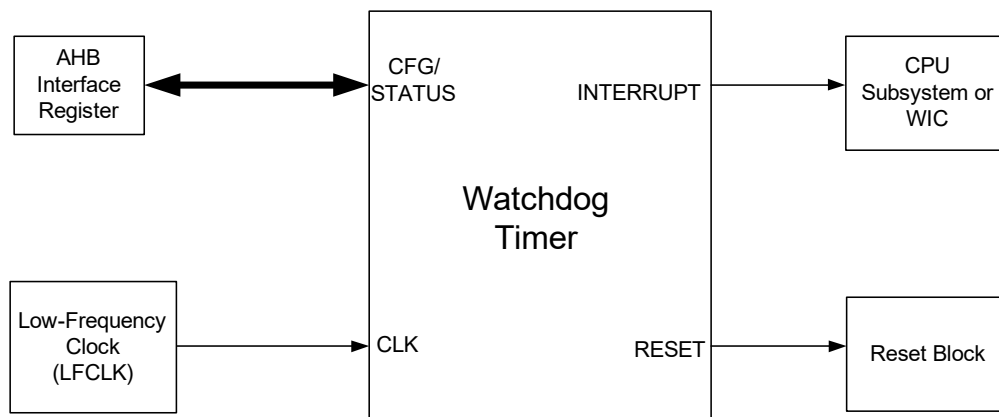 AHB
Interface
Register
CFG/
STATUS
INTERRUPT
CPU
Subsystem or
WIC
Watchdog
Timer
Low-Frequency
Clock
(LFCLK)
CLK
RESET
Reset Block